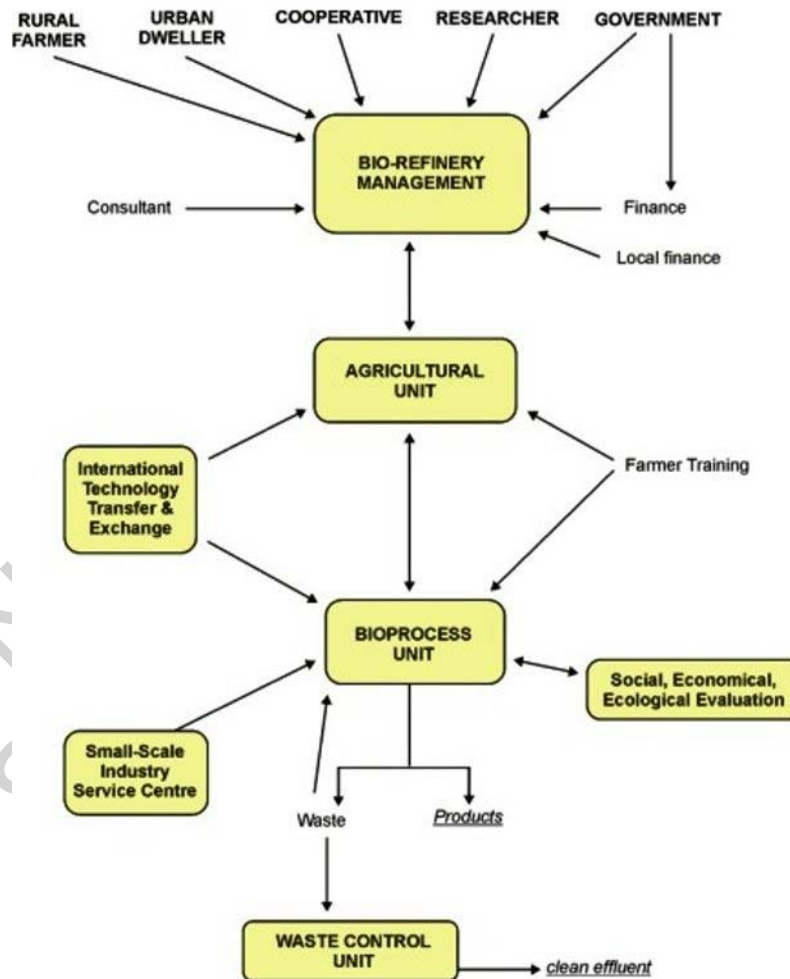 RURAL
FARMER
URBAN
DWELLER
COOPERATIVE
RESEARCHER
GOVERNMENT
BIO-REFINERY
MANAGEMENT
Consultant
Finance
Local finance
AGRICULTURAL
UNIT
International
Technology
Transfer &
Exchange
Farmer Training
BIOPROCESS
UNIT
Social, Economical,
Ecological Evaluation
Small-Scale
Industry
Service Centre
Waste
Products
WASTE CONTROL
UNIT
clean effluent